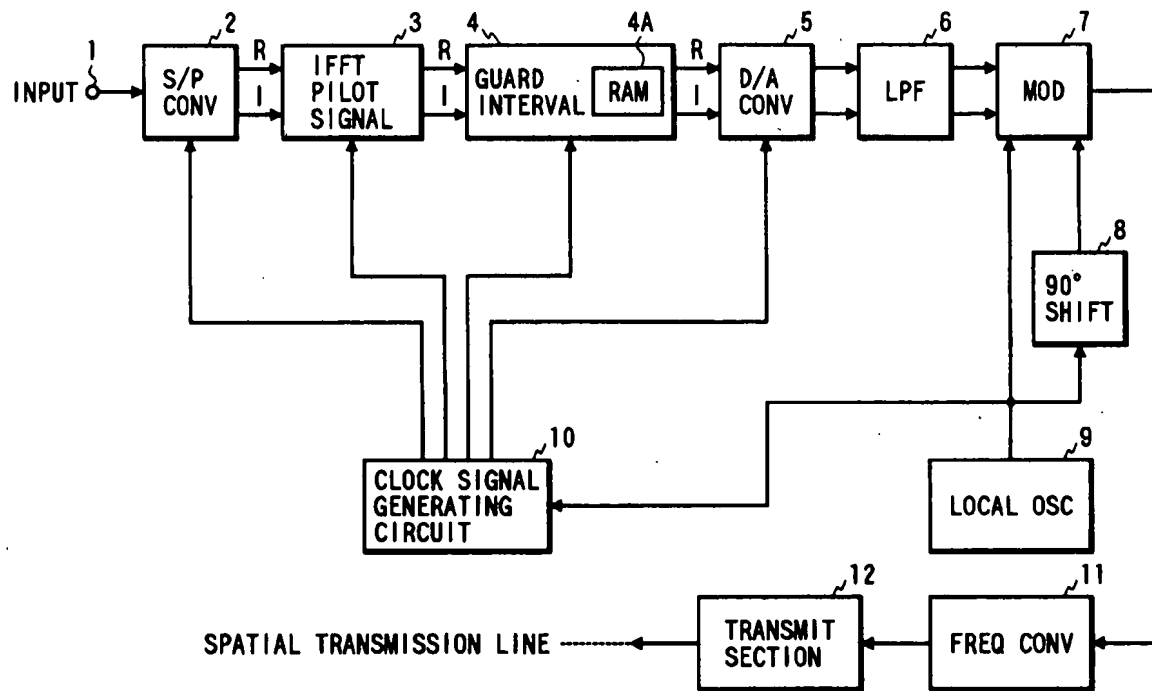 1
INPUT
2
S/P
CONV
R
I
3
IFFT
PILOT
SIGNAL
R
I
4
GUARD
INTERVAL
4A
RAM
R
I
5
D/A
CONV
6
LPF
7
MOD
8
90°
SHIFT
10
CLOCK SIGNAL
GENERATING
CIRCUIT
9
LOCAL OSC
12
TRANSMIT
SECTION
11
FREQ CONV
SPATIAL TRANSMISSION LINE